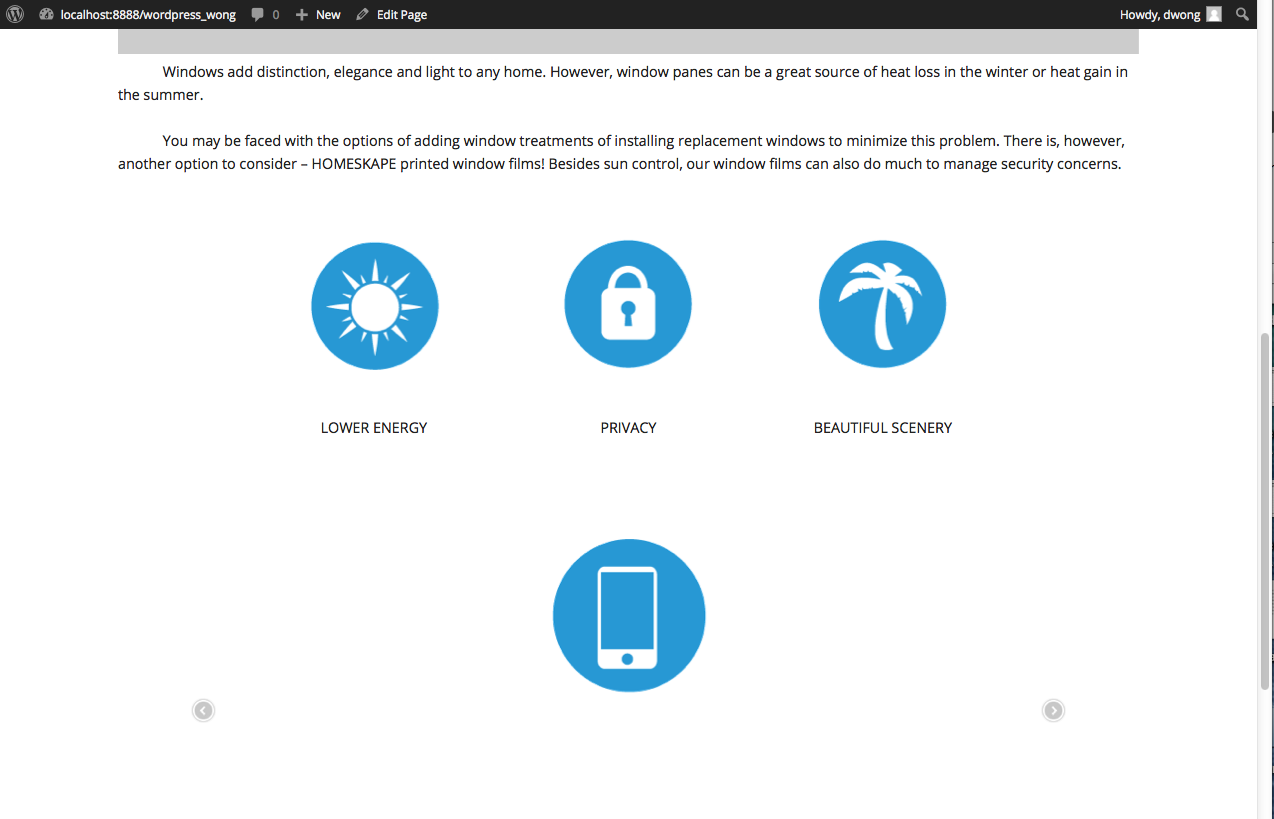 localhost:8888/wordpress_wong 0 New Edit Page Howdy, dwong
Windows add distinction, elegance and light to any home. However, window panes can be a great source of heat loss in the winter or heat gain in
the summer.
You may be faced with the options of adding window treatments of installing replacement windows to minimize this problem. There is, however,
another option to consider – HOMESKAPE printed window films! Besides sun control, our window films can also do much to manage security concerns.
LOWER ENERGY PRIVACY BEAUTIFUL SCENERY